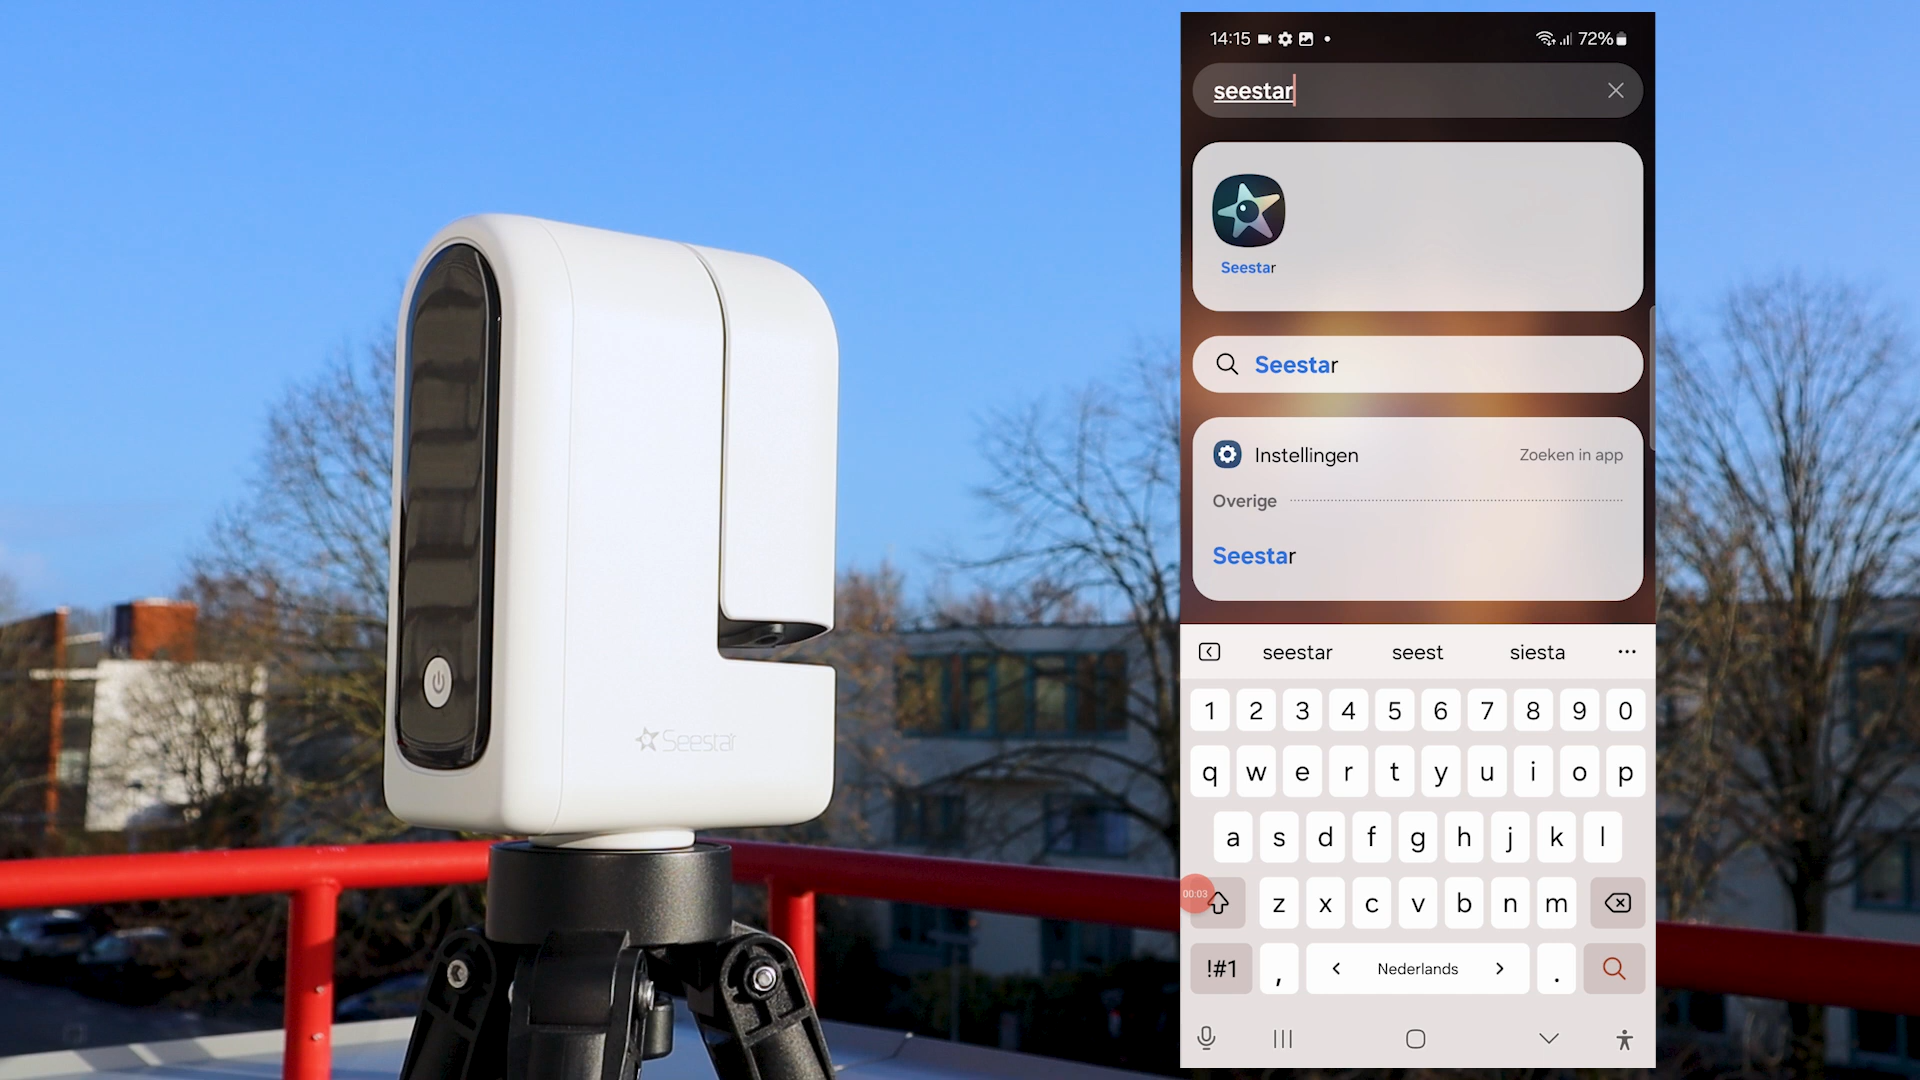 14:15
72%
seestar
Seestar
Seestar
Instellingen
Zoeken in app
Overige
Seestar
seestar seest siesta
1 2 3 4 5 6 7 8 9 0
q w e r t y u i o p
a s d f g h j k l
00:03
z x c v b n m
!#1 , Nederlands .
Seestar